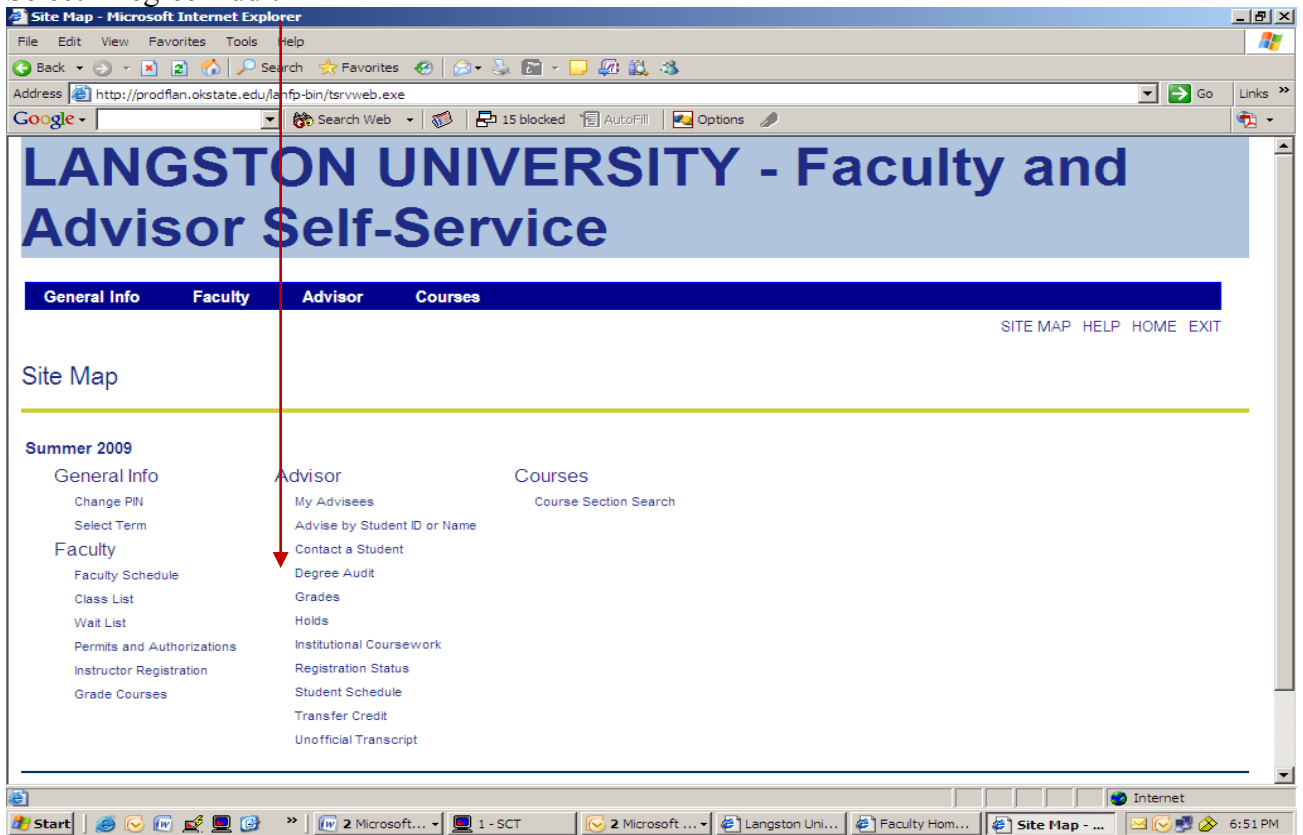 Site Map - Microsoft Internet Explorer
File Edit View Favorites Tools Help
Back Search Favorites
Address http://prodflan.okstate.edu/lanfp-bin/tsrvweb.exe Go Links »
Google Search Web 15 blocked AutoFill Options
LANGSTON UNIVERSITY - Faculty and
Advisor Self-Service
General Info Faculty Advisor Courses
SITE MAP HELP HOME EXIT
Site Map
Summer 2009
General Info
Change PIN
Select Term
Faculty
Faculty Schedule
Class List
Wait List
Permits and Authorizations
Instructor Registration
Grade Courses
Advisor
My Advisees
Advise by Student ID or Name
Contact a Student
Degree Audit
Grades
Holds
Institutional Coursework
Registration Status
Student Schedule
Transfer Credit
Unofficial Transcript
Courses
Course Section Search
Internet
Start » 2 Microsoft... 1 - SCT 2 Microsoft ... Langston Uni... Faculty Hom... Site Map - ... 6:51 PM